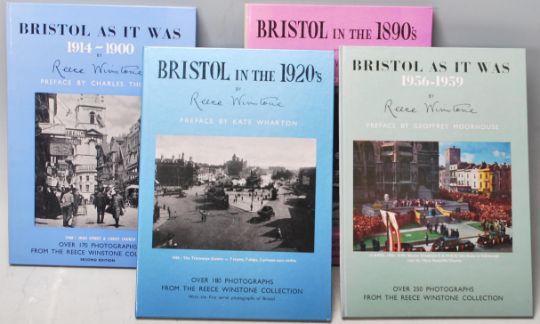 BRISTOL AS IT WAS
1914 - 1900
BY
Reece Winstone
PREFACE BY CHARLES TH
OVER 175 PHOTOGRAPHS
FROM THE REECE WINSTONE COLLECTION
SECOND EDITION
BRISTOL IN THE 1890's
BRISTOL IN THE 1920's
BY
Reece Winstone
PREFACE BY KATE WHARTON
OVER 180 PHOTOGRAPHS
FROM THE REECE WINSTONE COLLECTION
BRISTOL AS IT WAS
1956-1959
BY
Reece Winstone
PREFACE BY GEOFFREY MOORHOUSE
OVER 250 PHOTOGRAPHS
FROM THE REECE WINSTONE COLLECTION